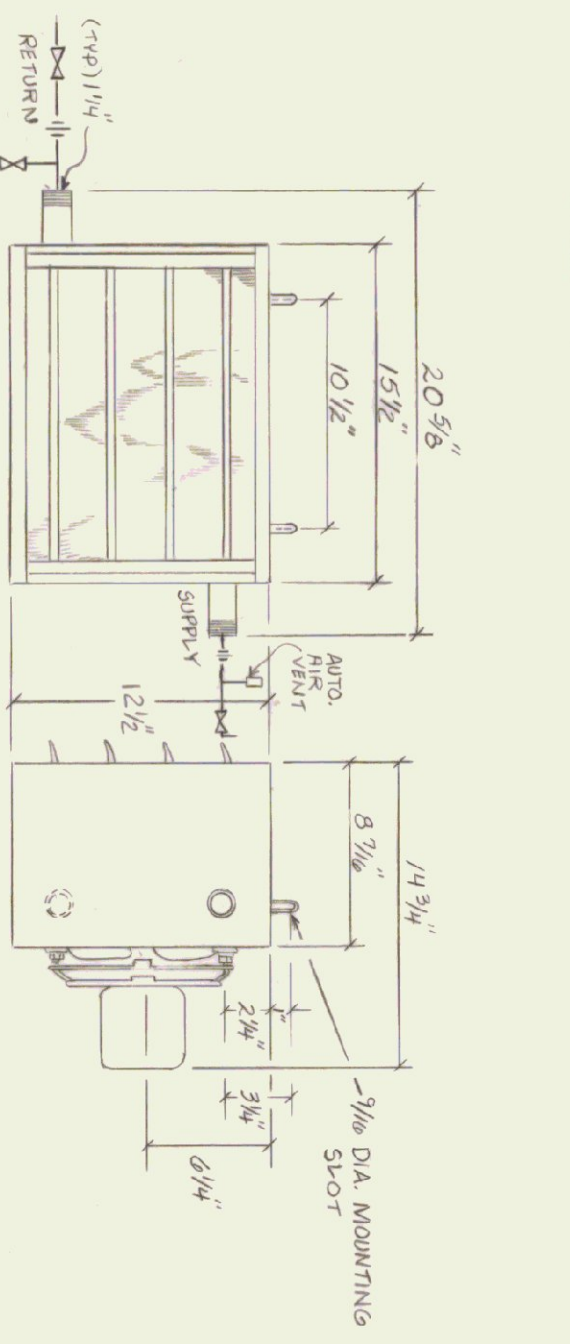 (TYP) 1 1/4"
RETURN
20 5/8"
15 1/2"
10 1/2"
SUPPLY
AUTO.
AIR
VENT
12 1/2"
14 3/4"
8 7/16"
1"
2 1/4"
3 1/4"
6 1/4"
9/16 DIA. MOUNTING
SLOT